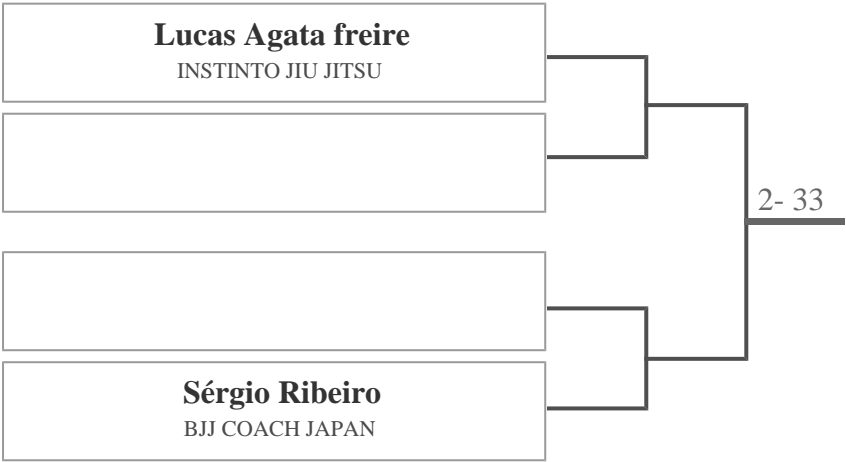 Lucas Agata freire
INSTINTO JIU JITSU
2- 33
Sérgio Ribeiro
BJJ COACH JAPAN